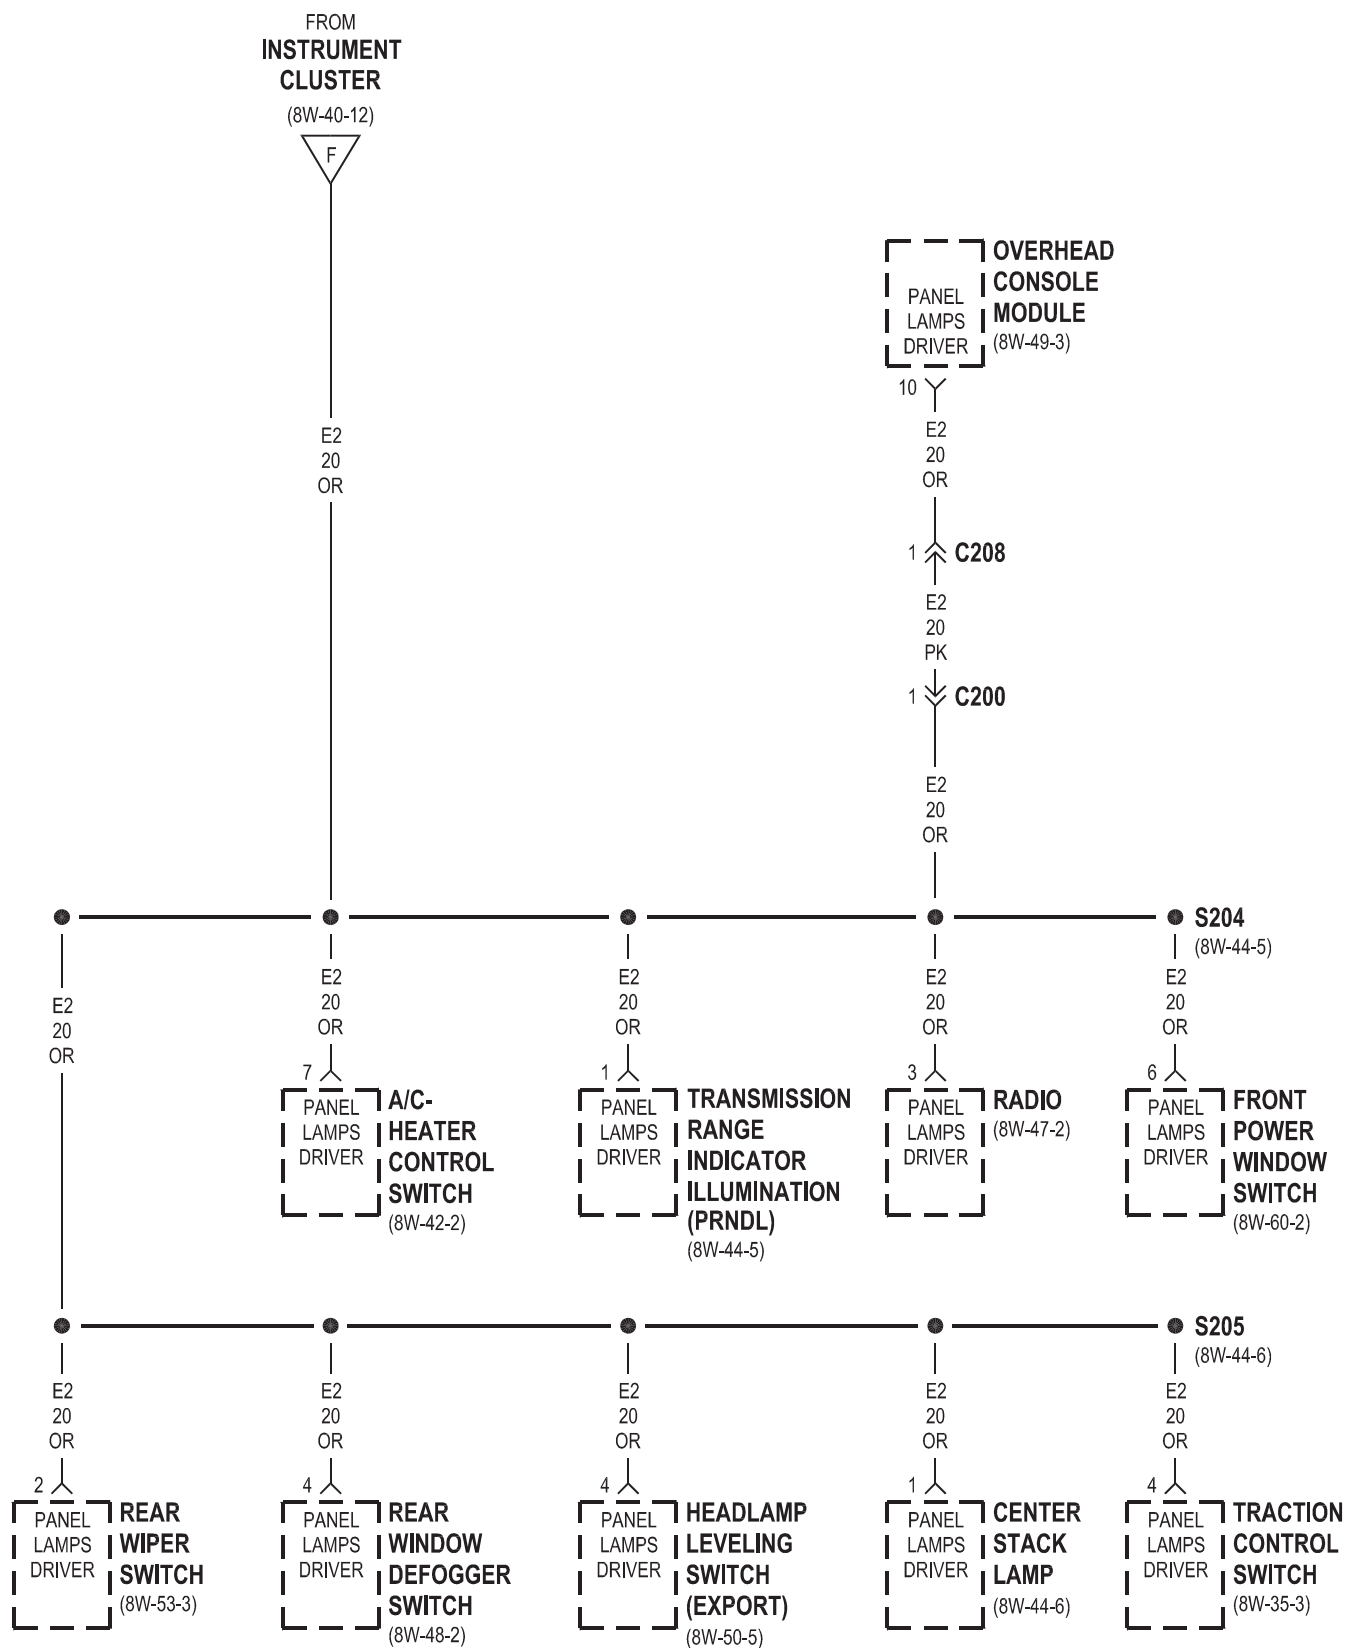 FROM
INSTRUMENT
CLUSTER
(8W-40-12)
F
E2
20
OR
OVERHEAD
CONSOLE
MODULE
(8W-49-3)
PANEL
LAMPS
DRIVER
10
E2
20
OR
1
C208
E2
20
PK
1
C200
E2
20
OR
S204
(8W-44-5)
E2
20
OR
E2
20
OR
7
PANEL
LAMPS
DRIVER
A/C-
HEATER
CONTROL
SWITCH
(8W-42-2)
E2
20
OR
1
PANEL
LAMPS
DRIVER
TRANSMISSION
RANGE
INDICATOR
ILLUMINATION
(PRNDL)
(8W-44-5)
E2
20
OR
3
PANEL
LAMPS
DRIVER
RADIO
(8W-47-2)
E2
20
OR
6
PANEL
LAMPS
DRIVER
FRONT
POWER
WINDOW
SWITCH
(8W-60-2)
S205
(8W-44-6)
E2
20
OR
2
PANEL
LAMPS
DRIVER
REAR
WIPER
SWITCH
(8W-53-3)
E2
20
OR
4
PANEL
LAMPS
DRIVER
REAR
WINDOW
DEFOGGER
SWITCH
(8W-48-2)
E2
20
OR
4
PANEL
LAMPS
DRIVER
HEADLAMP
LEVELING
SWITCH
(EXPORT)
(8W-50-5)
E2
20
OR
1
PANEL
LAMPS
DRIVER
CENTER
STACK
LAMP
(8W-44-6)
E2
20
OR
4
PANEL
LAMPS
DRIVER
TRACTION
CONTROL
SWITCH
(8W-35-3)